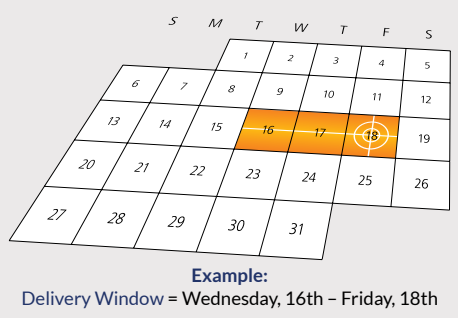 S M T W T F S
1 2 3 4 5
6 7 8 9 10 11 12
13 14 15 16 17 18 19
20 21 22 23 24 25 26
27 28 29 30 31
Example:
Delivery Window = Wednesday, 16th – Friday, 18th